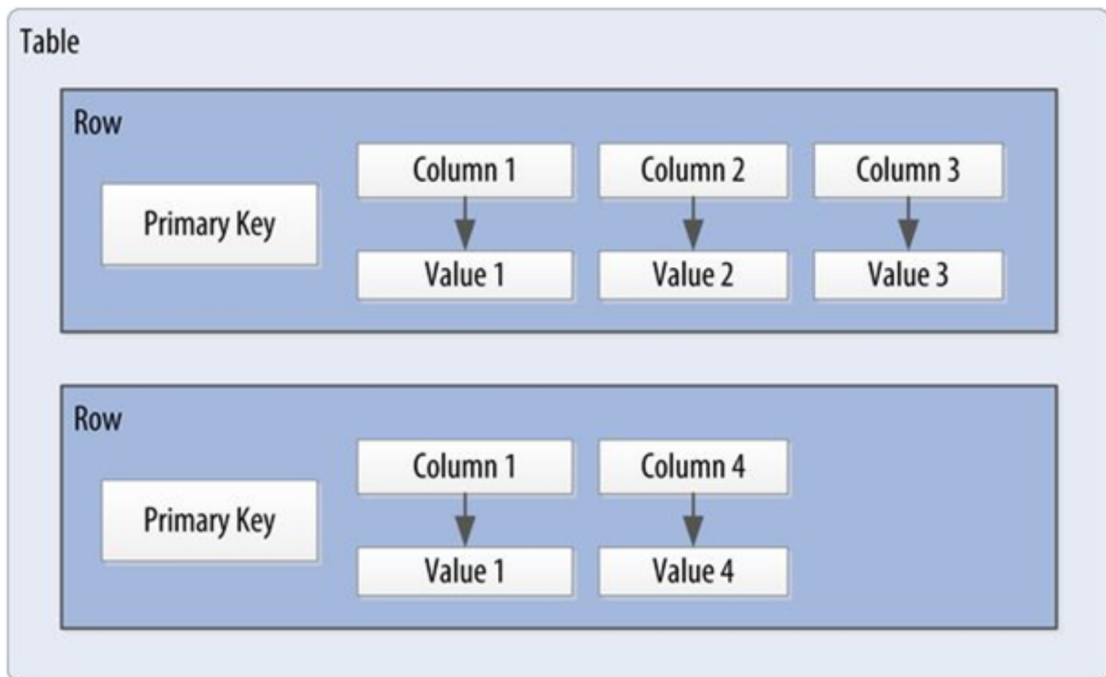 Table
Row
Column 1 Column 2 Column 3
Primary Key
Value 1 Value 2 Value 3
Row
Column 1 Column 4
Primary Key
Value 1 Value 4